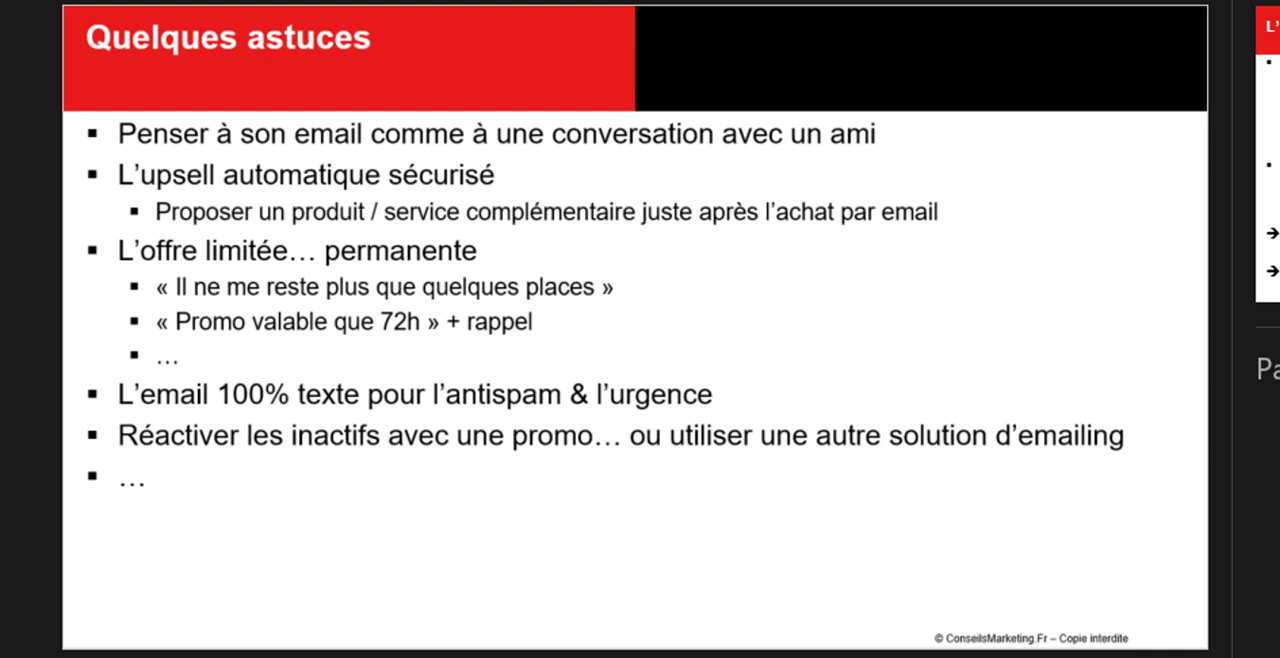 Quelques astuces
Penser à son email comme à une conversation avec un ami
L’upsell automatique sécurisé
Proposer un produit / service complémentaire juste après l’achat par email
L’offre limitée… permanente
« Il ne me reste plus que quelques places »
« Promo valable que 72h » + rappel
…
L’email 100% texte pour l’antispam & l’urgence
Réactiver les inactifs avec une promo… ou utiliser une autre solution d’emailing
…
© ConseilsMarketing.Fr – Copie interdite
L’
Pa